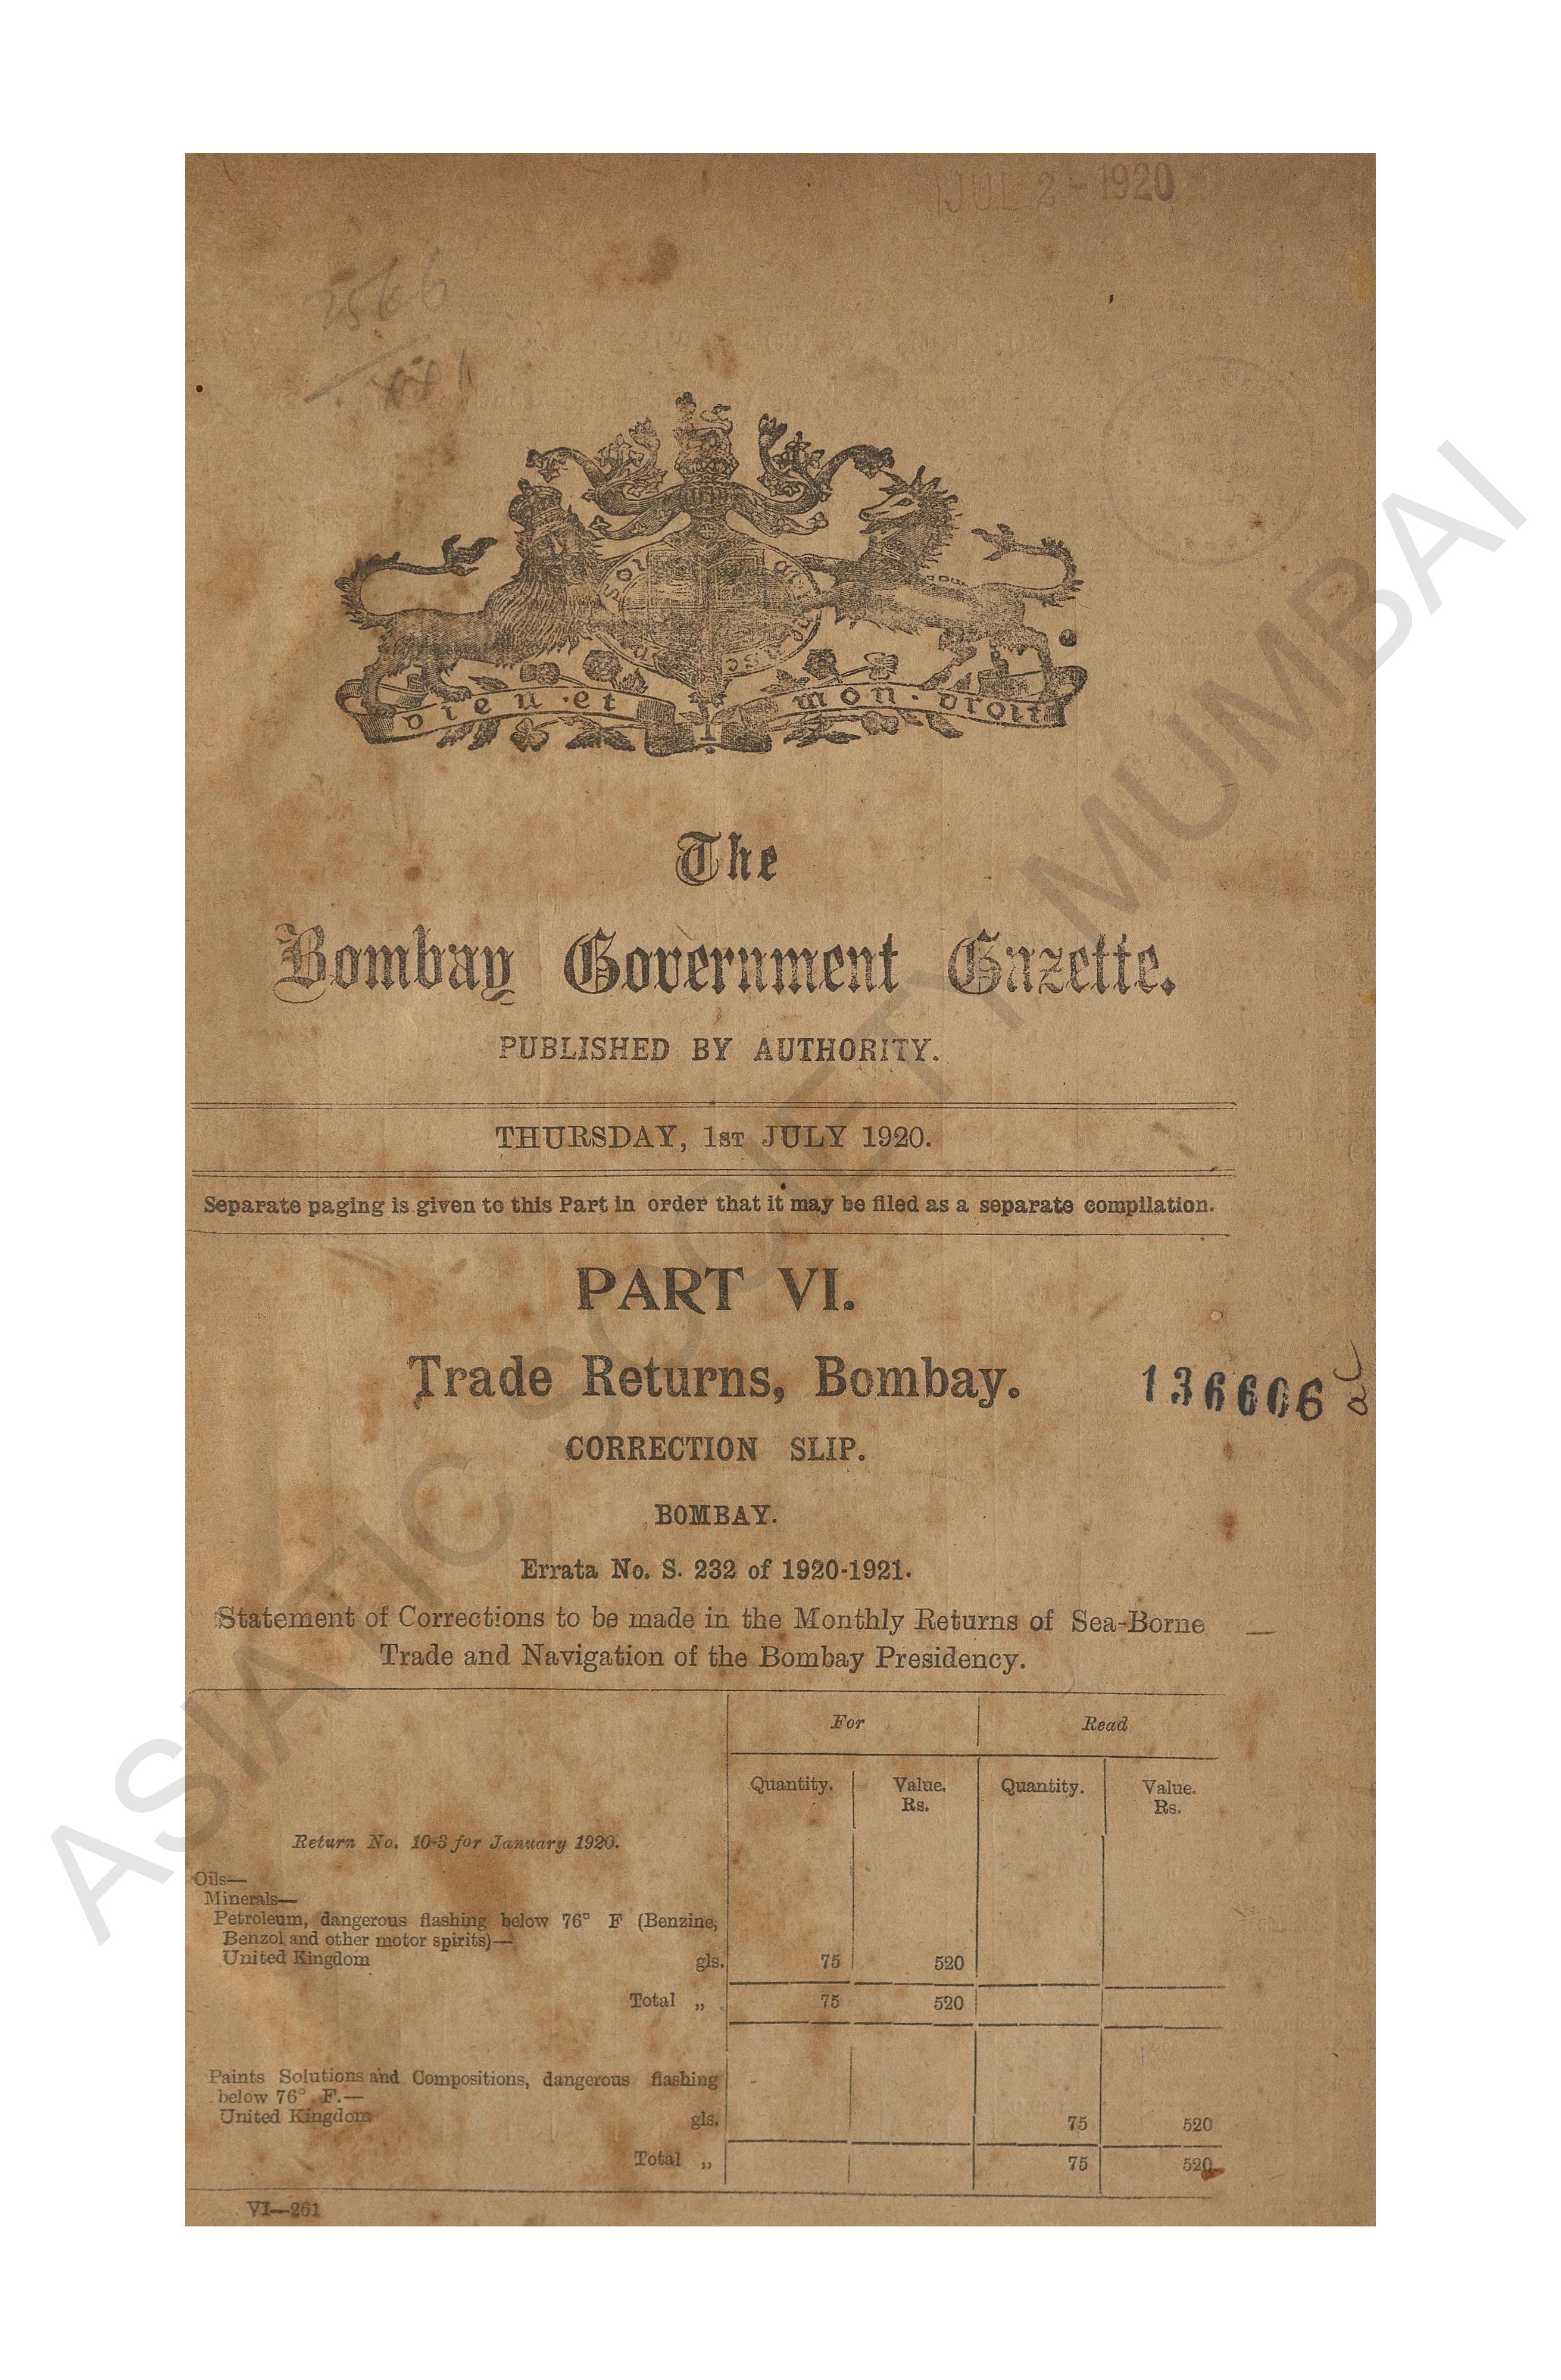 JUL 2 - 1920
Dieu et mon droit
The
Bombay Government Gazette.
PUBLISHED BY AUTHORITY.
THURSDAY, 1ST JULY 1920.
Separate paging is given to this Part in order that it may be filed as a separate compilation.
PART VI.
Trade Returns, Bombay.
136606
CORRECTION SLIP.
BOMBAY.
Errata No. S. 232 of 1920-1921.
Statement of Corrections to be made in the Monthly Returns of Sea-Borne
Trade and Navigation of the Bombay Presidency.
For Read
Quantity. Value. Quantity. Value.
Rs. Rs.
Return No. 10-3 for January 1920.
Oils—
Minerals—
Petroleum, dangerous flashing below 76° F (Benzine,
Benzol and other motor spirits)—
United Kingdom gls. 75 520
Total „ 75 520
Paints Solutions and Compositions, dangerous flashing
below 76° F.—
United Kingdom gls. 75 520
Total „ 75 520
VI—261
ASIATIC SOCIETY MUMBAI